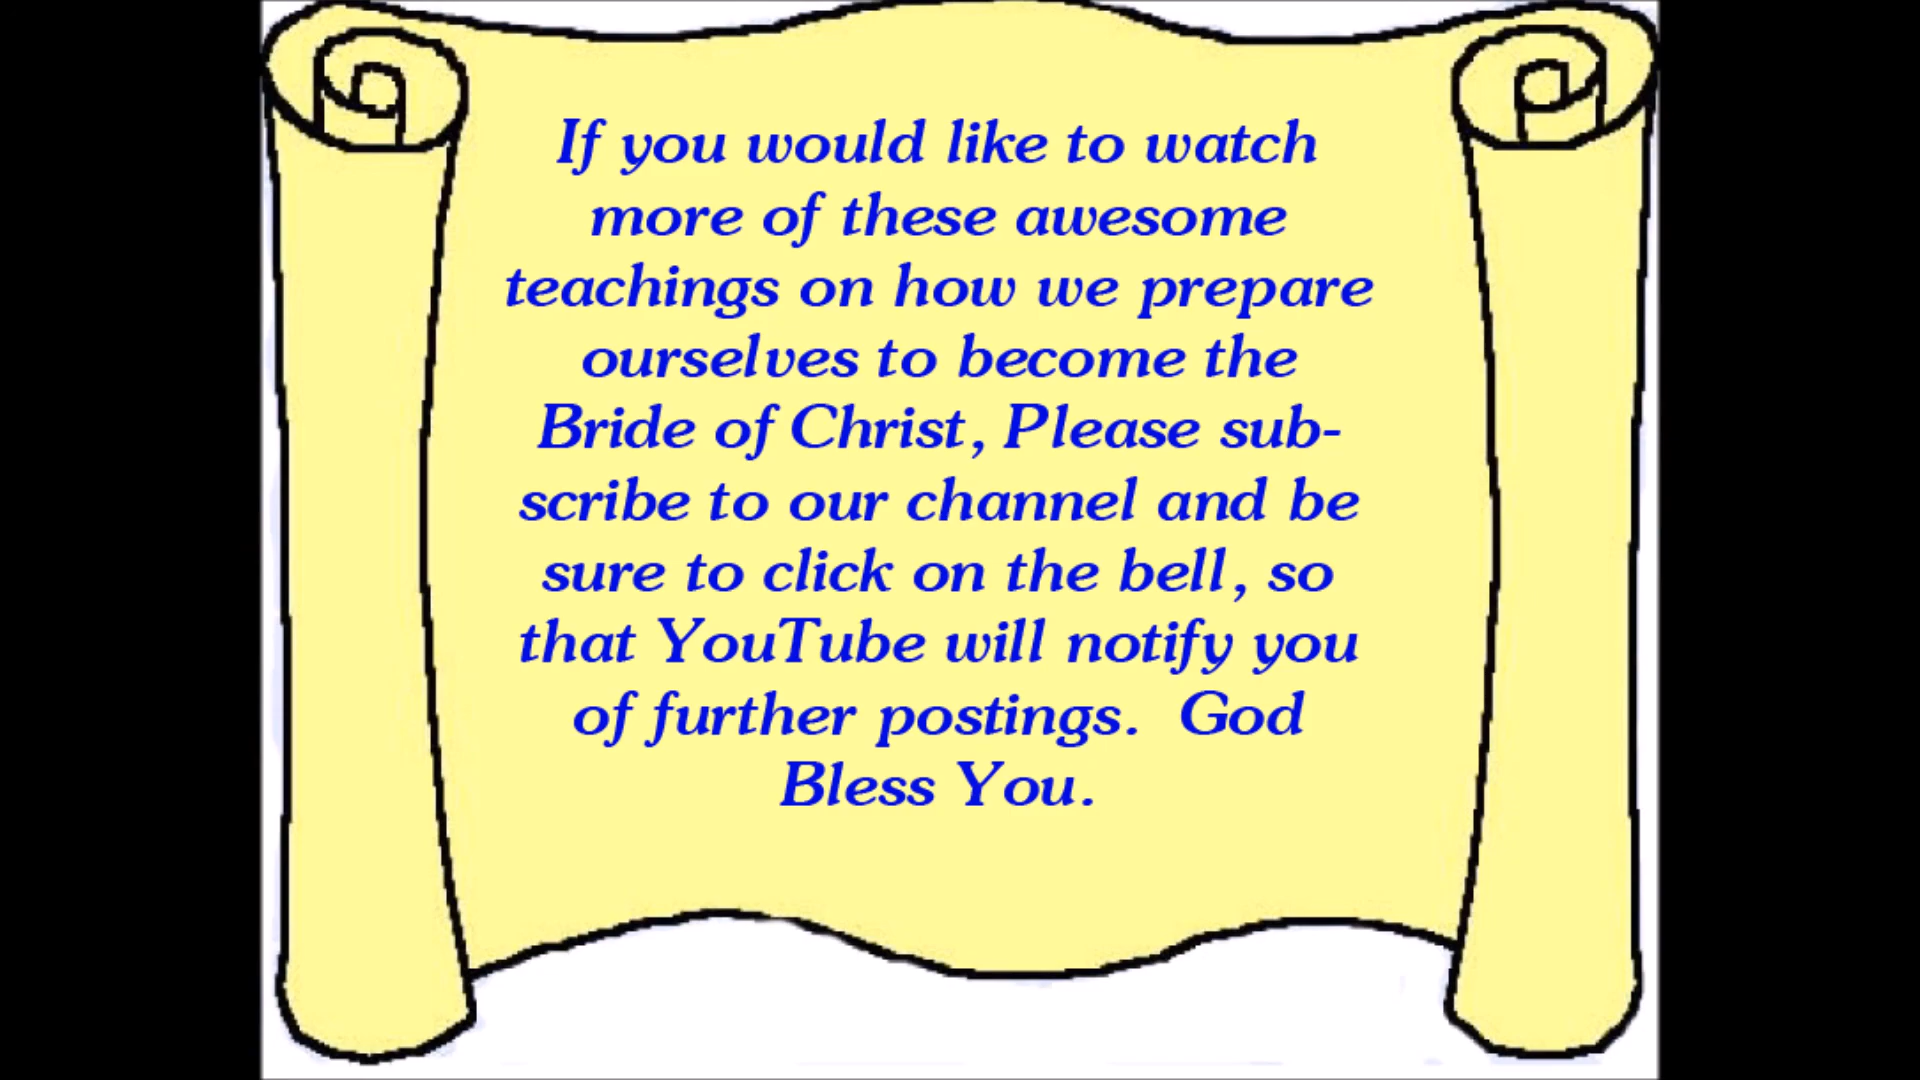 If you would like to watch
more of these awesome
teachings on how we prepare
ourselves to become the
Bride of Christ, Please sub-
scribe to our channel and be
sure to click on the bell, so
that YouTube will notify you
of further postings.  God
Bless You.